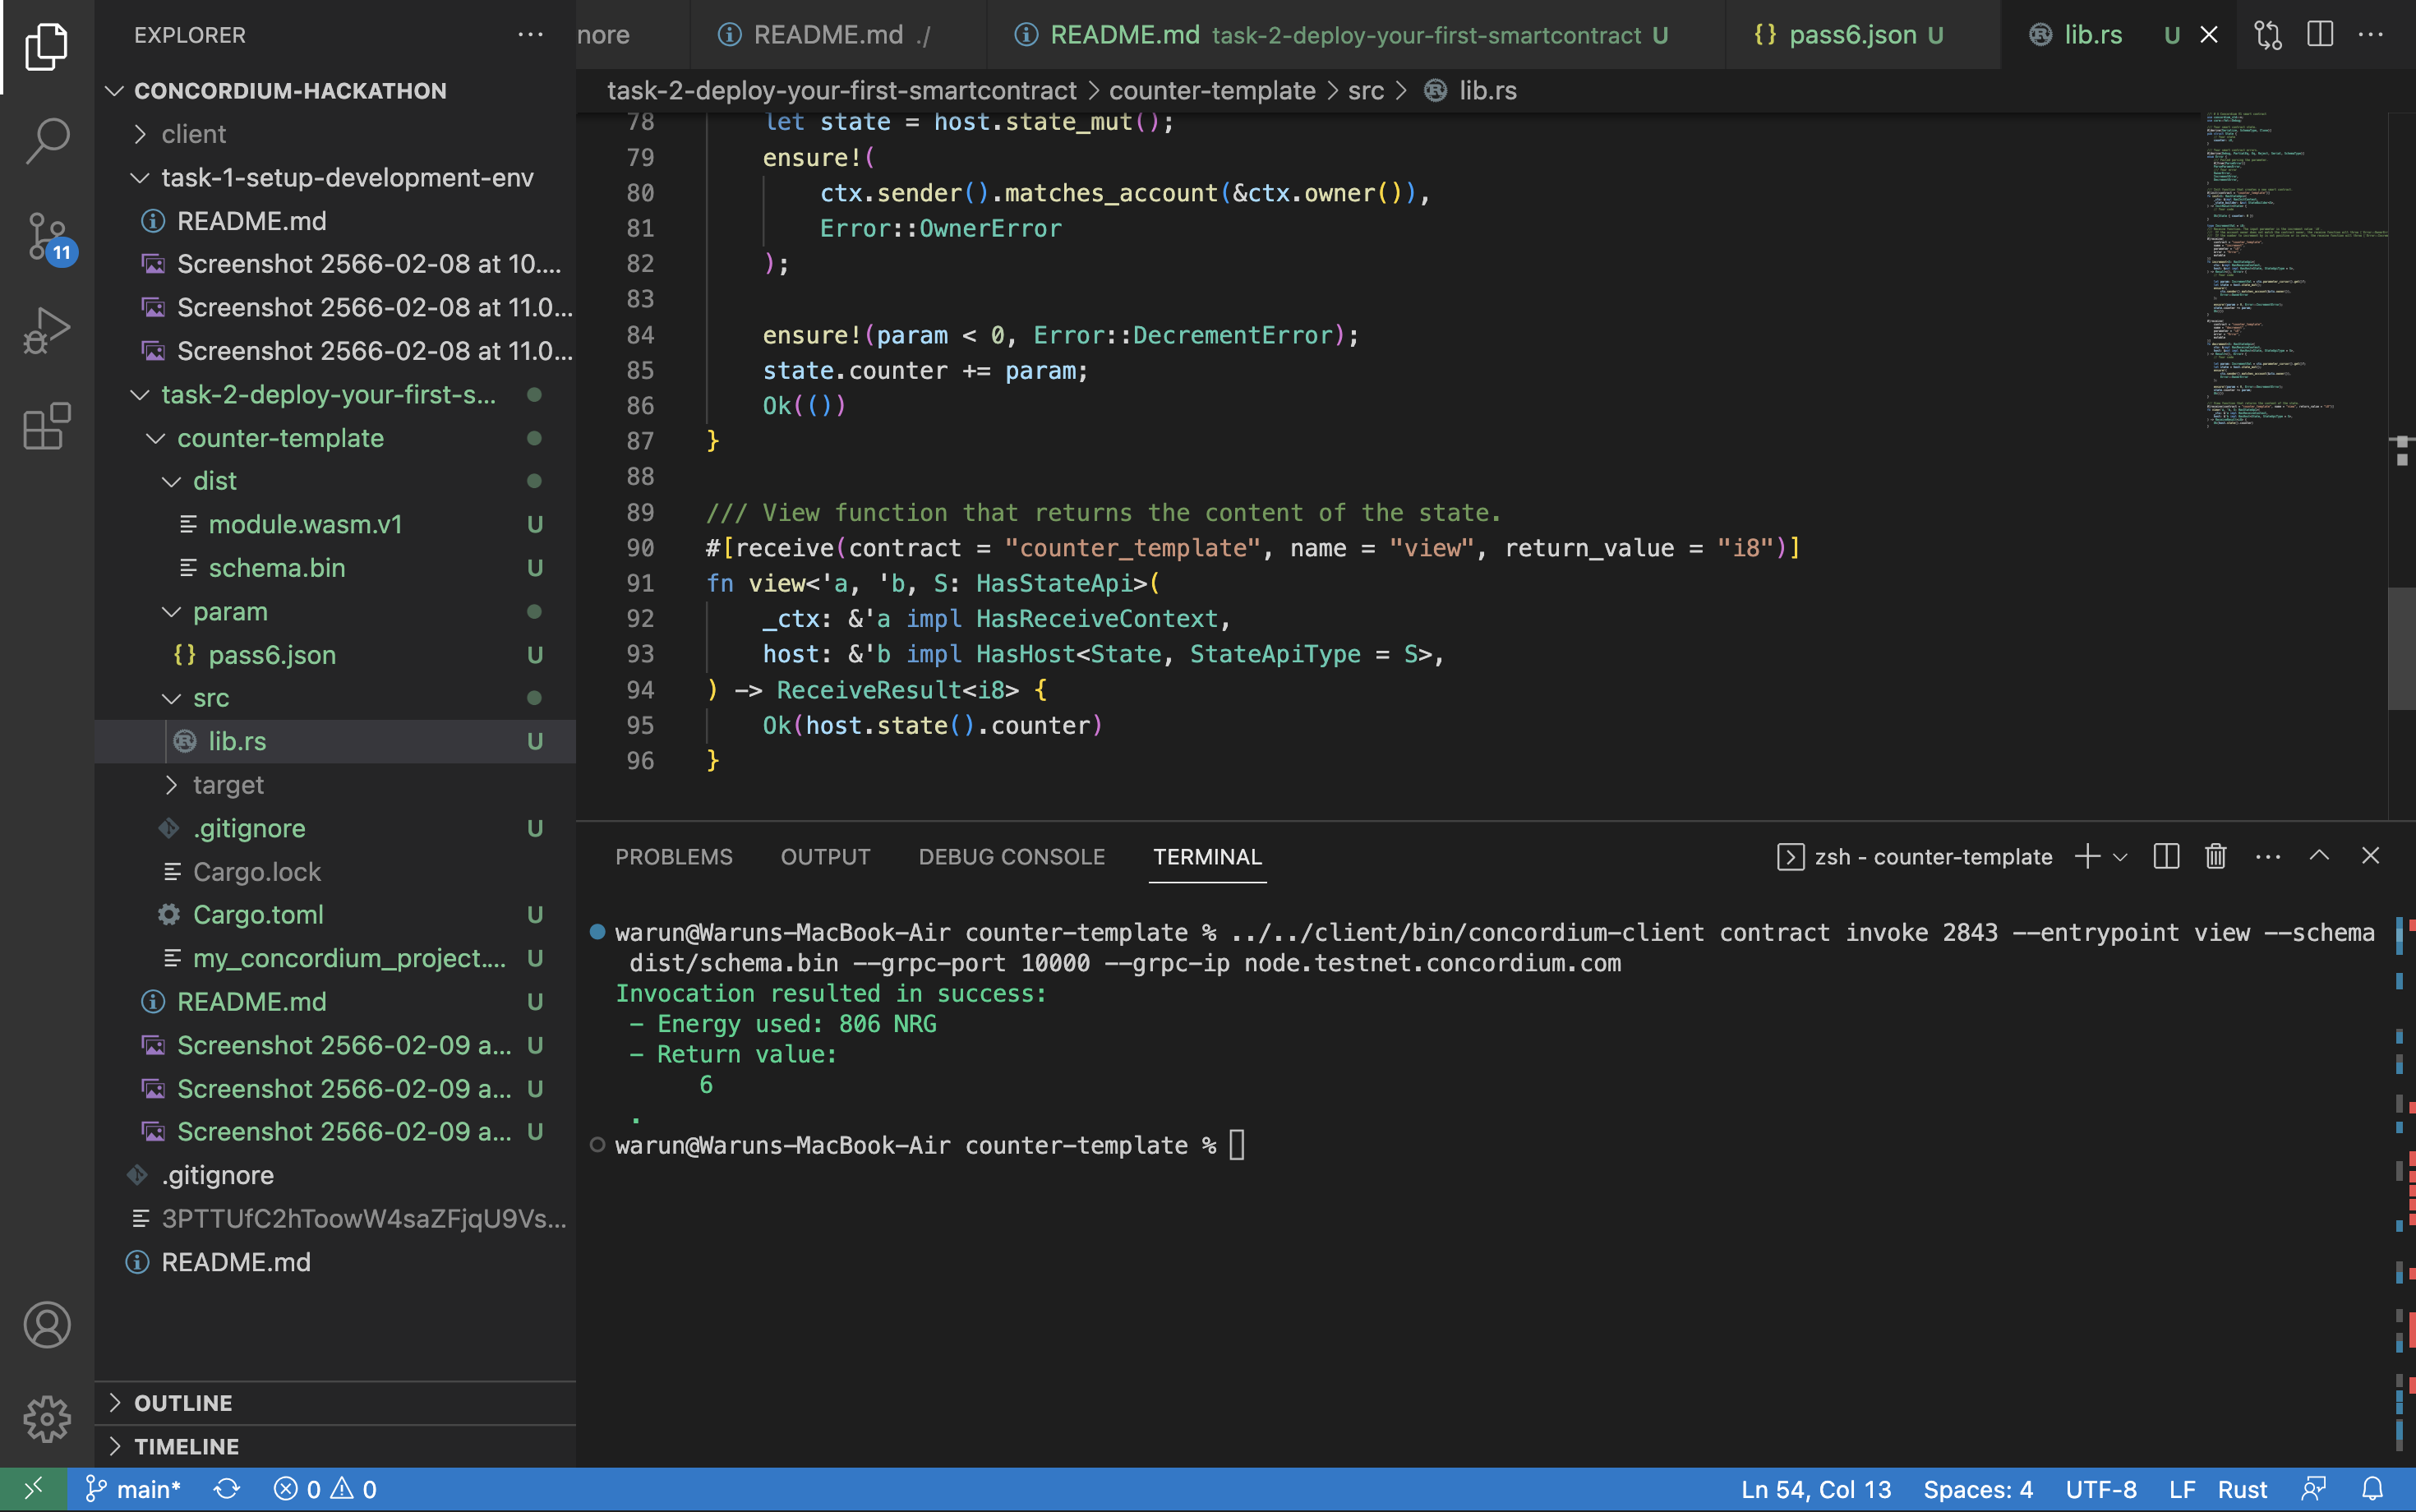 EXPLORER
CONCORDIUM-HACKATHON
client
task-1-setup-development-env
README.md
Screenshot 2566-02-08 at 10....
Screenshot 2566-02-08 at 11.0...
Screenshot 2566-02-08 at 11.0...
task-2-deploy-your-first-s...
counter-template
dist
module.wasm.v1 U
schema.bin U
param
pass6.json U
src
lib.rs U
target
.gitignore U
Cargo.lock
Cargo.toml U
my_concordium_project.... U
README.md U
Screenshot 2566-02-09 a... U
Screenshot 2566-02-09 a... U
Screenshot 2566-02-09 a... U
.gitignore
3PTTUfC2hToowW4saZFjqU9Vs...
README.md
OUTLINE
TIMELINE
11
nore
README.md ./
README.md task-2-deploy-your-first-smartcontract U
{} pass6.json U
lib.rs U
task-2-deploy-your-first-smartcontract > counter-template > src > lib.rs
78 let state = host.state_mut();
79 ensure!(
80 ctx.sender().matches_account(&ctx.owner()),
81 Error::OwnerError
82 );
83
84 ensure!(param < 0, Error::DecrementError);
85 state.counter += param;
86 Ok(())
87 }
88
89 /// View function that returns the content of the state.
90 #[receive(contract = "counter_template", name = "view", return_value = "i8")]
91 fn view<'a, 'b, S: HasStateApi>(
92 _ctx: &'a impl HasReceiveContext,
93 host: &'b impl HasHost<State, StateApiType = S>,
94 ) -> ReceiveResult<i8> {
95 Ok(host.state().counter)
96 }
PROBLEMS OUTPUT DEBUG CONSOLE TERMINAL
zsh - counter-template
warun@Waruns-MacBook-Air counter-template % ../../client/bin/concordium-client contract invoke 2843 --entrypoint view --schema
dist/schema.bin --grpc-port 10000 --grpc-ip node.testnet.concordium.com
Invocation resulted in success:
- Energy used: 806 NRG
- Return value:
6
.
warun@Waruns-MacBook-Air counter-template %
main* 0 0
Ln 54, Col 13 Spaces: 4 UTF-8 LF Rust